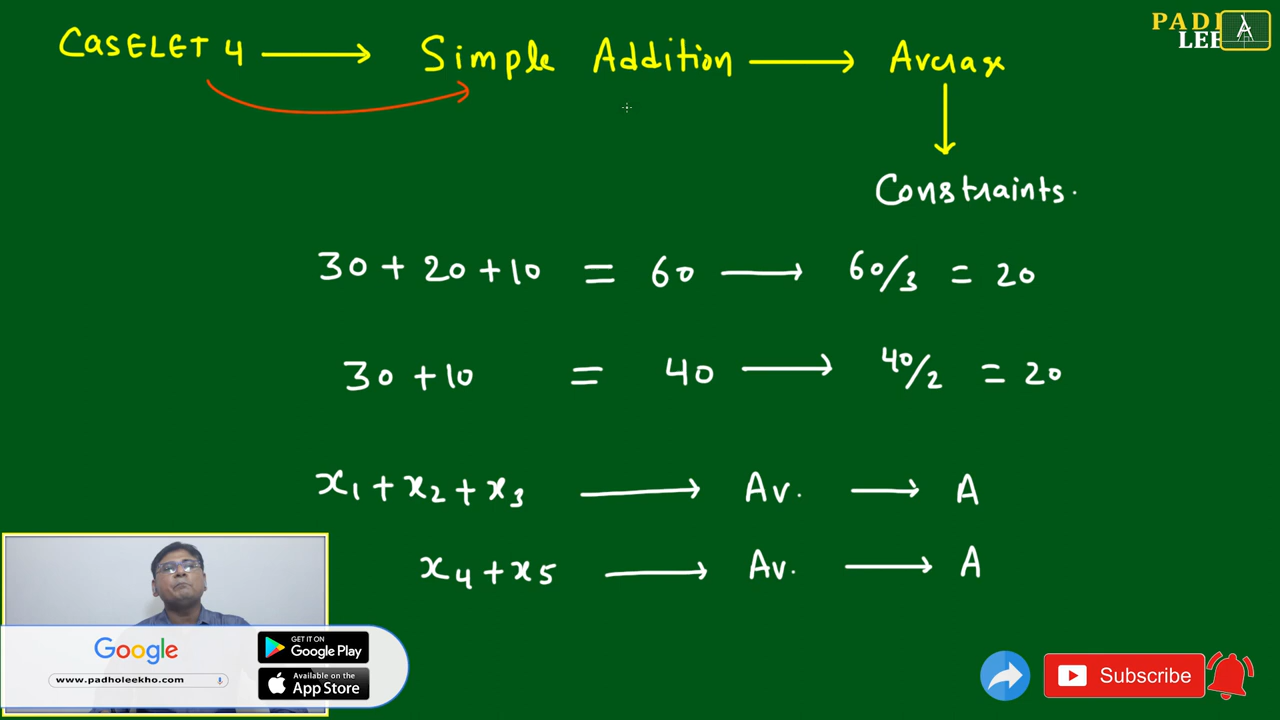 CASELET 4 → Simple Addition → Average
PADH
LEE
Constraints.
30 + 20 + 10 = 60 → 60/3 = 20
30 + 10 = 40 → 40/2 = 20
x₁ + x₂ + x₃ → Av. → A
x₄ + x₅ → Av. → A
Google
www.padholeekho.com
GET IT ON
Google Play
Available on the
App Store
Subscribe